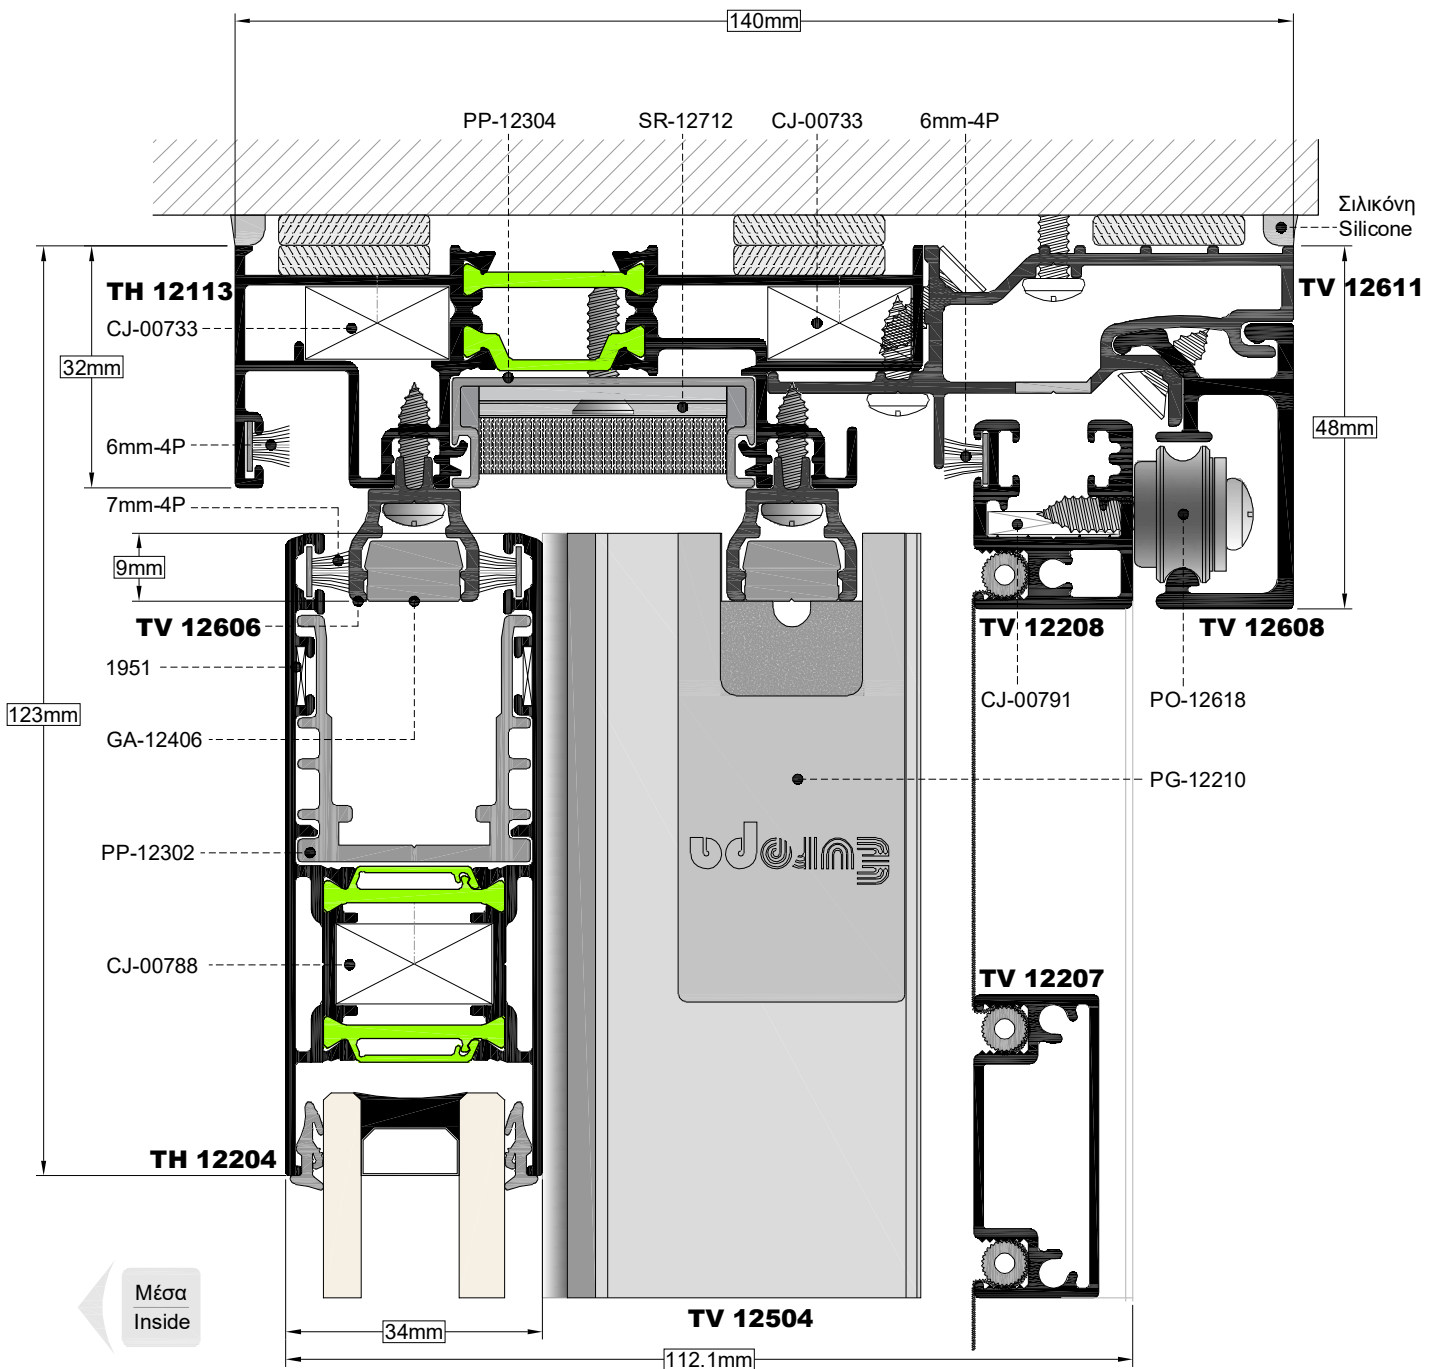 140mm
PP-12304
SR-12712
CJ-00733
6mm-4P
Σιλικόνη
Silicone
TH 12113
TV 12611
CJ-00733
32mm
48mm
6mm-4P
7mm-4P
9mm
TV 12606
TV 12208
TV 12608
1951
CJ-00791
PO-12618
123mm
GA-12406
PG-12210
Europa
PP-12302
CJ-00788
TV 12207
TH 12204
Μέσα
Inside
TV 12504
34mm
112.1mm